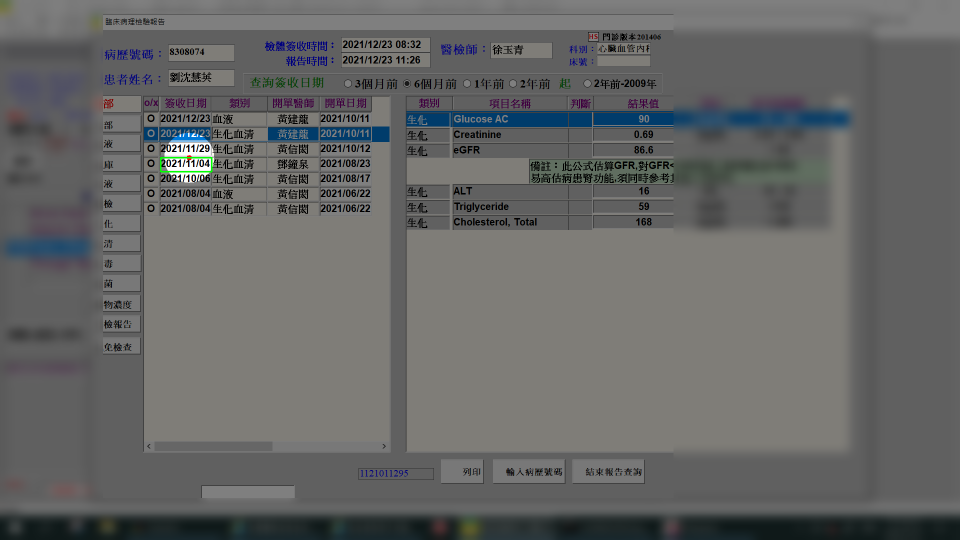 臨床病理檢驗報告
病歷號碼： 8308074 檢體簽收時間： 2021/12/23 08:32 醫檢師： 徐玉青 HS 門診版本201406
報告時間： 2021/12/23 11:26 科別： 心臟血管內科
床號：
患者姓名： 劉沈慧英 查詢簽收日期 3個月前 6個月前 1年前 2年前 起 2年前-2009年
部 o/x 簽收日期 類別 開單醫師 開單日期 類別 項目名稱 判斷 結果值
部 O 2021/12/23 血液 黃建龍 2021/10/11 生化 Glucose AC 90
液 O 2021/12/23 生化血清 黃建龍 2021/10/11 生化 Creatinine 0.69
庫 O 2021/11/29 生化血清 黃信閎 2021/10/12 生化 eGFR 86.6
液 O 2021/11/04 生化血清 鄭鐘泉 2021/08/23 備註：此公式估算GFR,對GFR<
檢 O 2021/10/06 生化血清 黃信閎 2021/08/17 易高估病患腎功能,須同時參考
化 O 2021/08/04 血液 黃信閎 2021/06/22 生化 ALT 16
清 O 2021/08/04 生化血清 黃信閎 2021/06/22 生化 Triglyceride 59
毒 生化 Cholesterol, Total 168
菌
物濃度
檢報告
免檢查
1121011295 列印 輸入病歷號碼 結束報告查詢